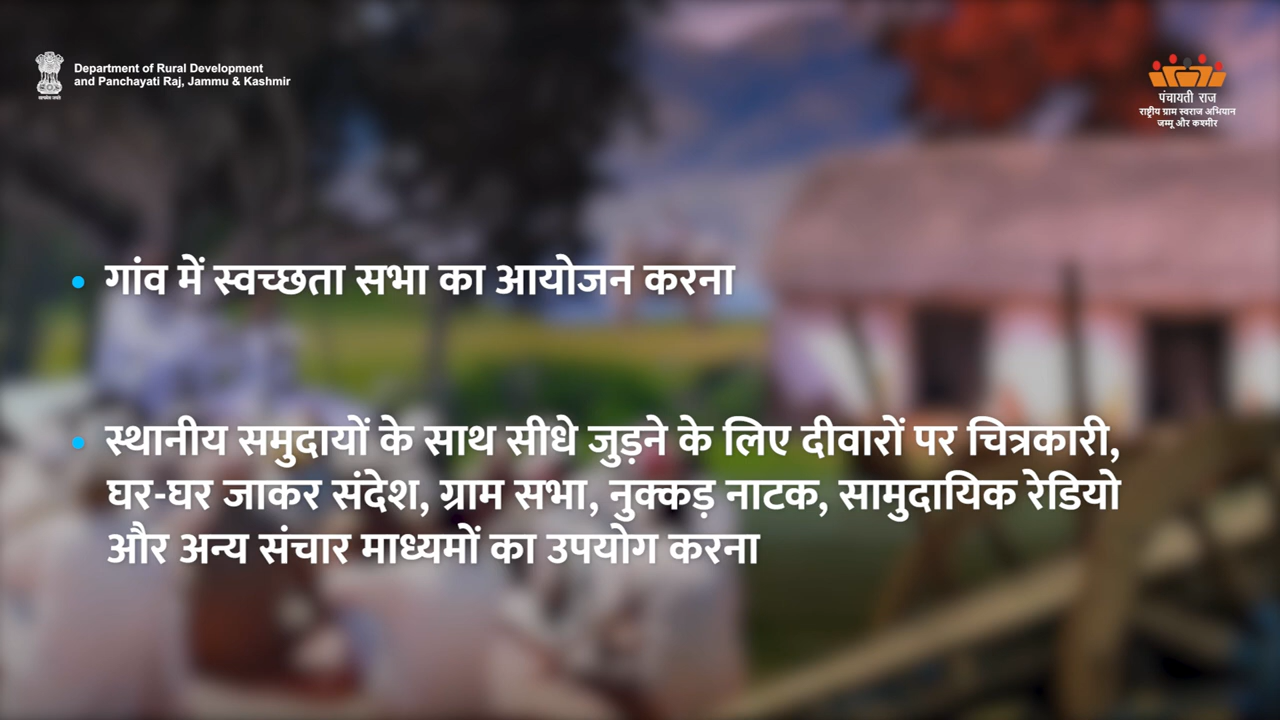 Department of Rural Development
and Panchayati Raj, Jammu & Kashmir
पंचायती राज
राष्ट्रीय ग्राम स्वराज अभियान
जम्मू और कश्मीर
• गांव में स्वच्छता सभा का आयोजन करना
• स्थानीय समुदायों के साथ सीधे जुड़ने के लिए दीवारों पर चित्रकारी,
घर-घर जाकर संदेश, ग्राम सभा, नुक्कड़ नाटक, सामुदायिक रेडियो
और अन्य संचार माध्यमों का उपयोग करना